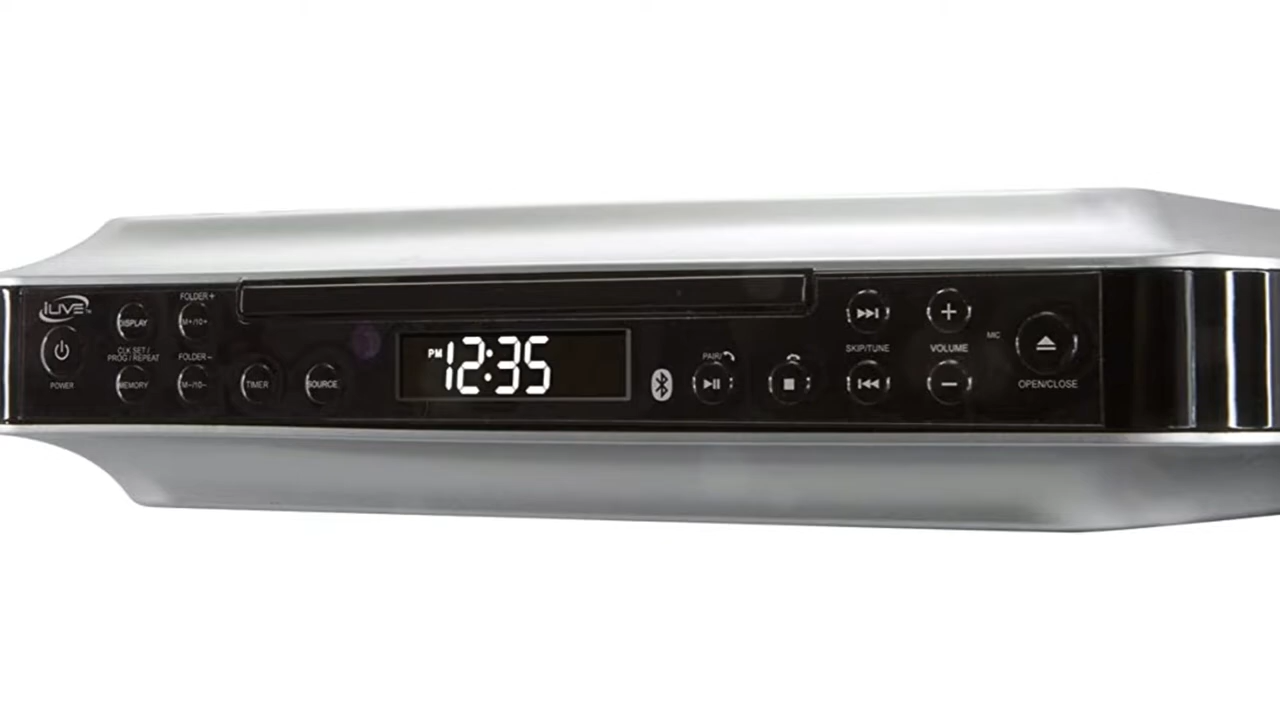 iLIVE
POWER
DISPLAY
CLK SET /
PROG / REPEAT
MEMORY
FOLDER+
M+/10+
FOLDER–
M–/10–
TIMER
SOURCE
PM 12:35
PAIR/
SKIP/TUNE
+
VOLUME
–
MIC
OPEN/CLOSE